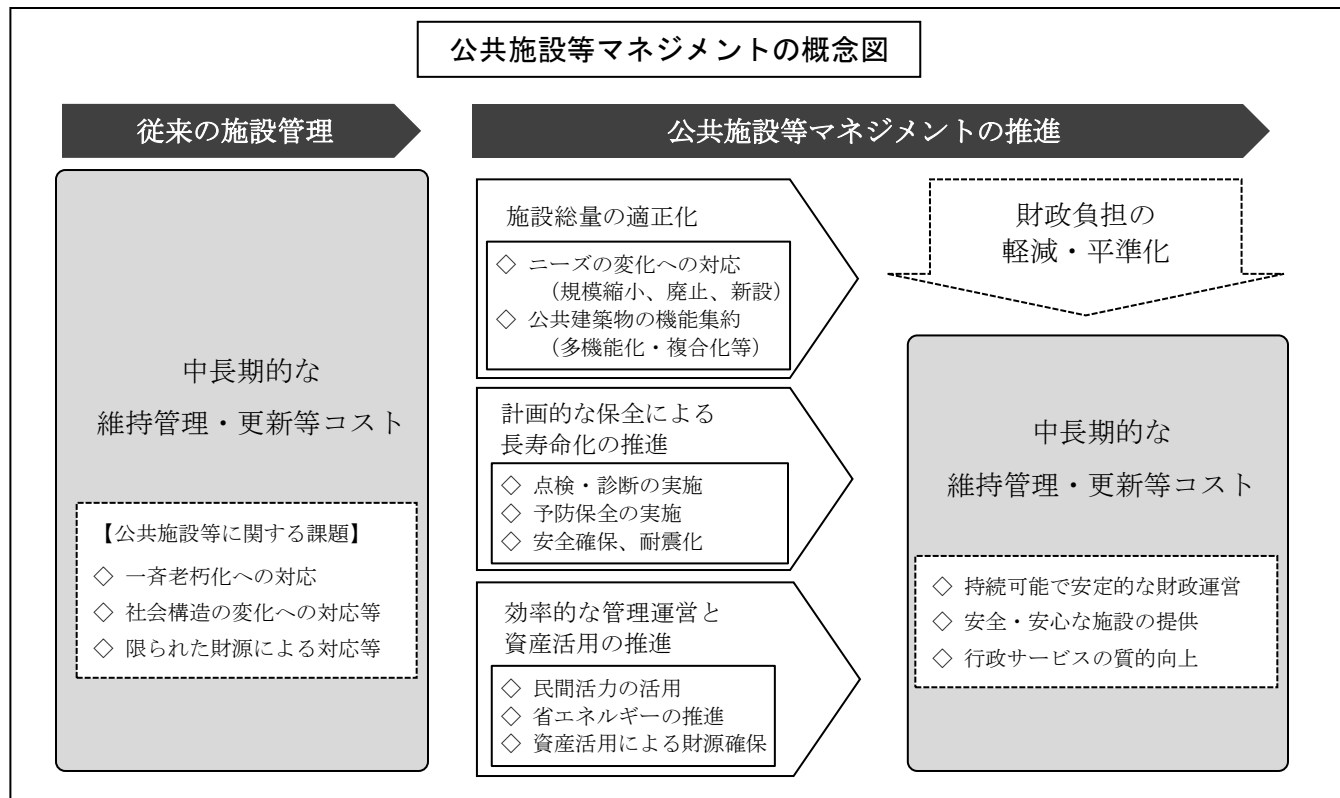 公共施設等マネジメントの概念図
従来の施設管理
公共施設等マネジメントの推進
中長期的な
維持管理・更新等コスト
【公共施設等に関する課題】
◇ 一斉老朽化への対応
◇ 社会構造の変化への対応等
◇ 限られた財源による対応等
施設総量の適正化
◇ ニーズの変化への対応
（規模縮小、廃止、新設）
◇ 公共建築物の機能集約
（多機能化・複合化等）
計画的な保全による
長寿命化の推進
◇ 点検・診断の実施
◇ 予防保全の実施
◇ 安全確保、耐震化
効率的な管理運営と
資産活用の推進
◇ 民間活力の活用
◇ 省エネルギーの推進
◇ 資産活用による財源確保
財政負担の
軽減・平準化
中長期的な
維持管理・更新等コスト
◇ 持続可能で安定的な財政運営
◇ 安全・安心な施設の提供
◇ 行政サービスの質的向上